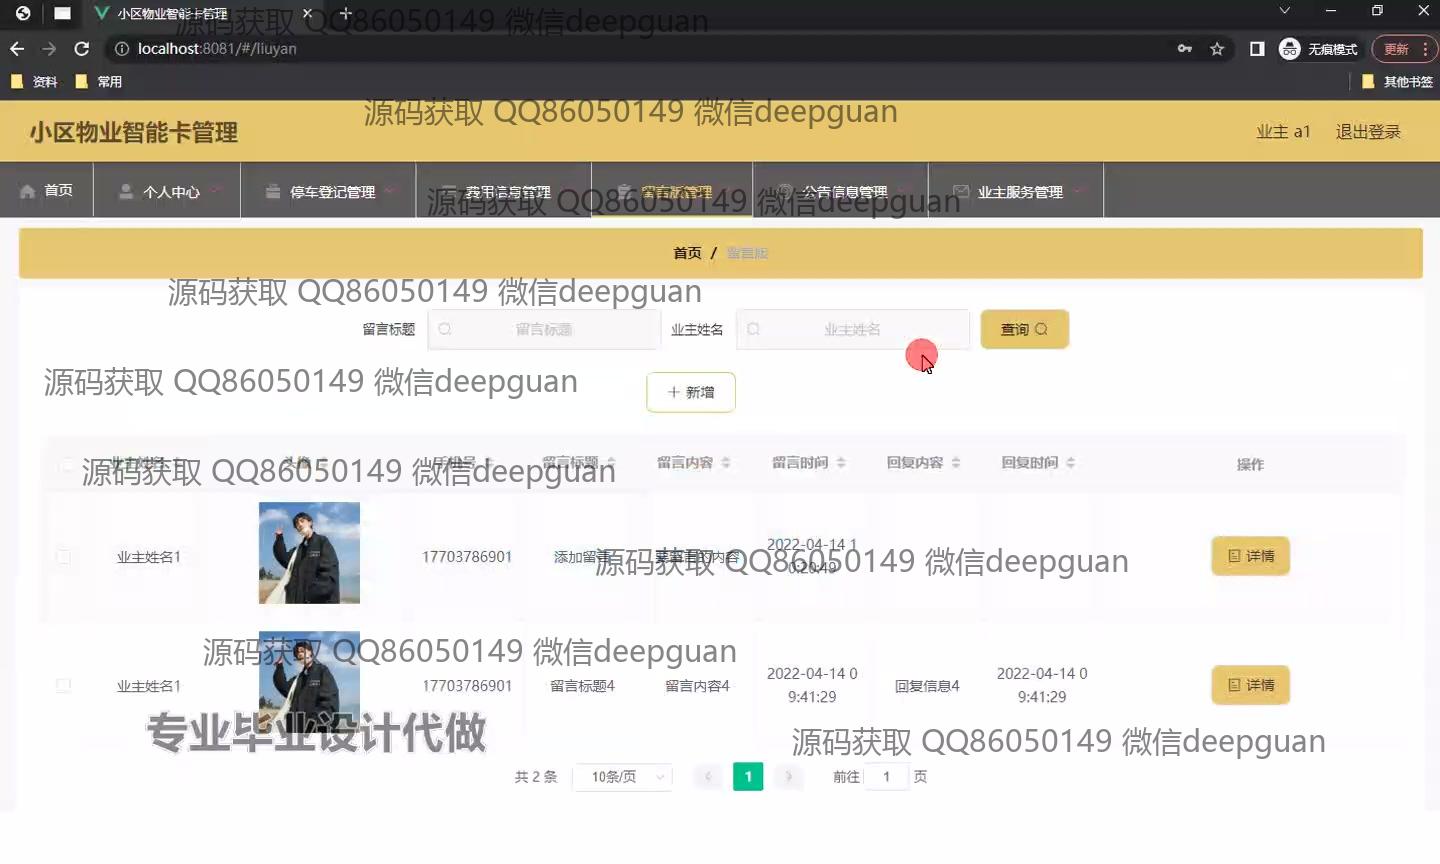 小区物业智能卡管理
源码获取 QQ86050149 微信deepguan
localhost:8081/#/liuyan
无痕模式
更新
资料
常用
其他书签
源码获取 QQ86050149 微信deepguan
小区物业智能卡管理
业主 a1
退出登录
首页
个人中心
停车登记管理
费用信息管理
留言版管理
公告信息管理
业主服务管理
源码获取 QQ86050149 微信deepguan
首页 / 留言版
源码获取 QQ86050149 微信deepguan
留言标题
留言标题
业主姓名
业主姓名
查询
源码获取 QQ86050149 微信deepguan
新增
业主姓名
头像
手机号
留言标题
留言内容
留言时间
回复内容
回复时间
操作
源码获取 QQ86050149 微信deepguan
业主姓名1
17703786901
添加留言
2022-04-14 1
0:20:49
详情
源码获取 QQ86050149 微信deepguan
源码获取 QQ86050149 微信deepguan
业主姓名1
17703786901
留言标题4
留言内容4
2022-04-14 0
9:41:29
回复信息4
2022-04-14 0
9:41:29
详情
专业毕业设计代做
源码获取 QQ86050149 微信deepguan
共 2 条
10条/页
1
前往 1 页